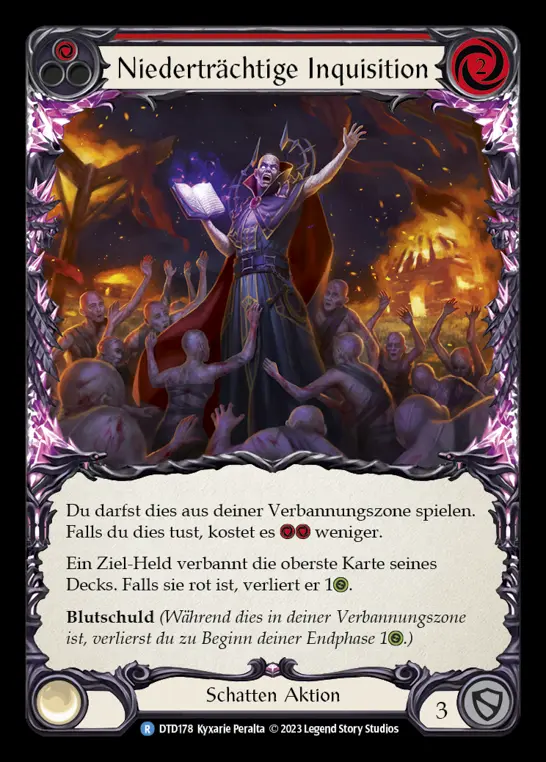 Niederträchtige Inquisition
2
Du darfst dies aus deiner Verbannungszone spielen.
Falls du dies tust, kostet es weniger.
Ein Ziel-Held verbannt die oberste Karte seines
Decks. Falls sie rot ist, verliert er 1.
Blutschuld (Während dies in deiner Verbannungszone
ist, verlierst du zu Beginn deiner Endphase 1.)
Schatten Aktion
3
R DTD178 Kyxarie Peralta © 2023 Legend Story Studios